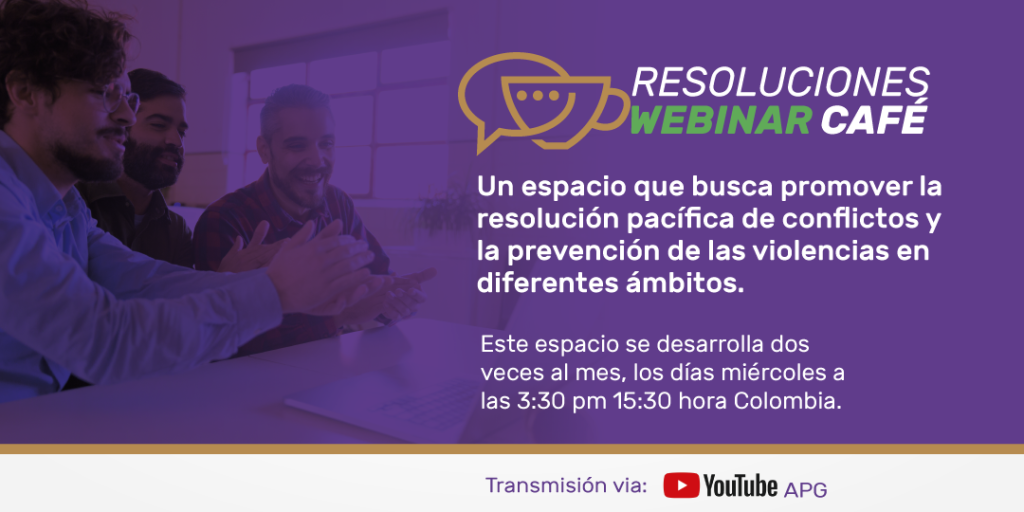 RESOLUCIONES
WEBINAR CAFÉ
Un espacio que busca promover la
resolución pacífica de conflictos y
la prevención de las violencias en
diferentes ámbitos.
Este espacio se desarrolla dos
veces al mes, los días miércoles a
las 3:30 pm 15:30 hora Colombia.
Transmisión via: YouTube APG